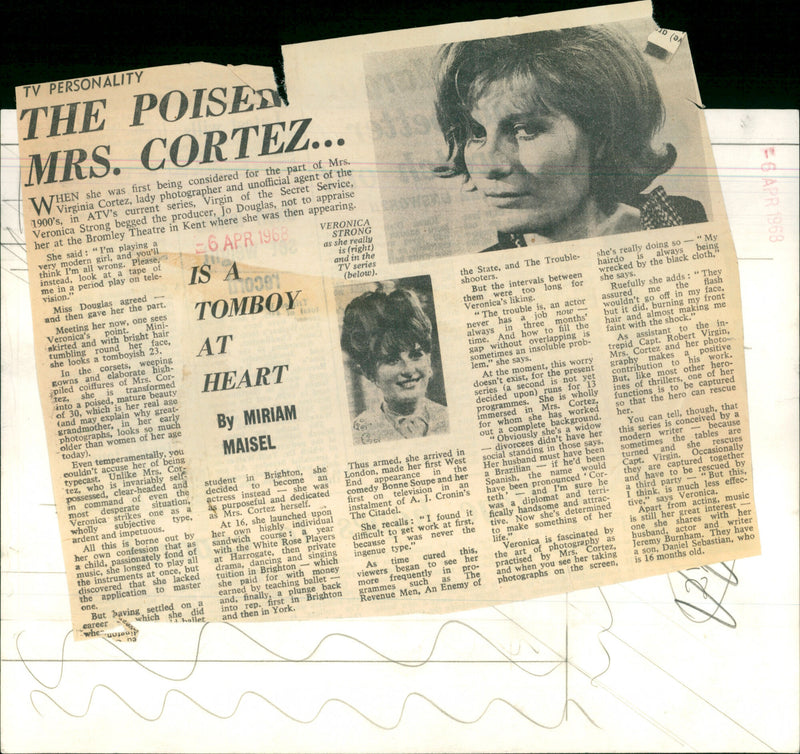 TV PERSONALITY
THE POISED
MRS. CORTEZ...
WHEN she was first being considered for the part of Mrs.
Virginia Cortez, lady photographer and unofficial agent of the
1900's, in ATV's current series, Virgin of the Secret Service,
Veronica Strong begged the producer, Jo Douglas, not to appraise
her at the Bromley Theatre in Kent where she was then appearing.
She said: "I'm playing a
very modern girl, and you'll
think I'm all wrong. Please,
instead, look at a tape of
me in a period play on tele-
vision."
Miss Douglas agreed —
and then gave her the part.
Meeting her now, one sees
Veronica's point. Mini-
skirted and with bright hair
tumbling round her face,
she looks a tomboyish 23.
In the corsets, sweeping
gowns and elaborate high-
piled coiffures of Mrs. Cor-
tez, she is transformed
into a poised, mature beauty
of 30, which is her real age
(and may explain why great-
grandmother, in her early
photographs, looks so much
older than women of her age
today).
Even temperamentally, you
couldn't accuse her of being
typecast. Unlike Mrs. Cor-
tez, who is invariably self-
possessed, clear-headed and
in command of even the
most desperate situation,
Veronica strikes one as a
wholly subjective type,
ardent and impetuous.
All this is borne out by
her own confession that as
a child, passionately fond of
music, she longed to play all
the instruments at once, but
discovered that she lacked
the application to master
one.
But having settled on a
career which she did
ballet
-6 APR 1968
IS A
TOMBOY
AT
HEART
By MIRIAM
MAISEL
student in Brighton, she
decided to become an
actress instead — she was
as purposeful and dedicated
as Mrs. Cortez herself.
At 16, she launched upon
her own highly individual
sandwich course: a year
with the White Rose Players
at Harrogate, then private
drama, dancing and singing
tuition in Brighton — which
she paid for with money
earned by teaching ballet —
and, finally, a plunge back
into rep. first in Brighton
and then in York.
VERONICA
STRONG
as she really
is (right)
and in the
TV series
(below).
Thus armed, she arrived in
London, made her first West
End appearance in the
comedy Bonne Soupe and her
first on television in an
instalment of A. J. Cronin's
The Citadel.
She recalls: "I found it
difficult to get work at first,
because I was never the
ingenue type."
As time cured this,
viewers began to see her
more frequently in pro-
grammes such as The
Revenue Men, An Enemy of
the State, and The Trouble-
shooters.
But the intervals between
them were too long for
Veronica's liking.
"The trouble is, an actor
never has a job now —
always in three months'
time. And how to fill the
gap without overlapping is
sometimes an insoluble prob-
lem," she says.
At the moment, this worry
doesn't exist, for the present
series (a second is not yet
decided upon) runs for 13
programmes. She is wholly
immersed in Mrs. Cortez,
for whom she has worked
out a complete background.
"Obviously she's a widow
— divorcees didn't have her
social standing in those says.
Her husband must have been
a Brazilian — if he'd been
Spanish, the name would
have been pronounced 'Cor-
teth' — and I'm sure he
was a diplomat and terri-
fically handsome and attrac-
tive. Now she's determined
to make something of her
life."
Veronica is fascinated by
the art of photography as
practised by Mrs. Cortez,
and when you see her taking
photographs on the screen,
she's really doing so — "My
hairdo is always being
wrecked by the black cloth,"
Ruefully she adds: "They
assured me the flash
wouldn't go off in my face,
but it did, burning my front
hair and almost making me
faint with the shock."
As assistant to the in-
trepid Capt. Robert Virgin,
Mrs. Cortez and her photo-
graphy makes a positive
contribution to his work.
But, like most other hero-
ines of thrillers, one of her
functions is to be captured
so that the hero can rescue
her.
You can tell, though, that
this series is conceived by a
modern writer — because
sometimes the tables are
turned and she rescues
Capt. Virgin. Occasionally
they are captured together
and have to be rescued by
a third party — "But this,
I think, is much less effec-
tive," says Veronica.
Apart from acting, music
is still her great interest —
one she shares with her
husband, actor and writer
Jeremy Burnham. They have
a son, Daniel Sebastian, who
is 16 months old.
-6 APR 1968